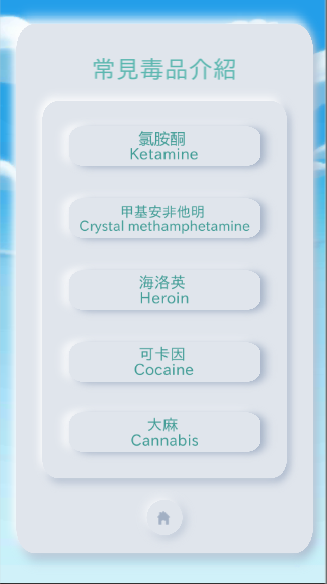 常見毒品介紹
氯胺酮
Ketamine
甲基安非他明
Crystal methamphetamine
海洛英
Heroin
可卡因
Cocaine
大麻
Cannabis